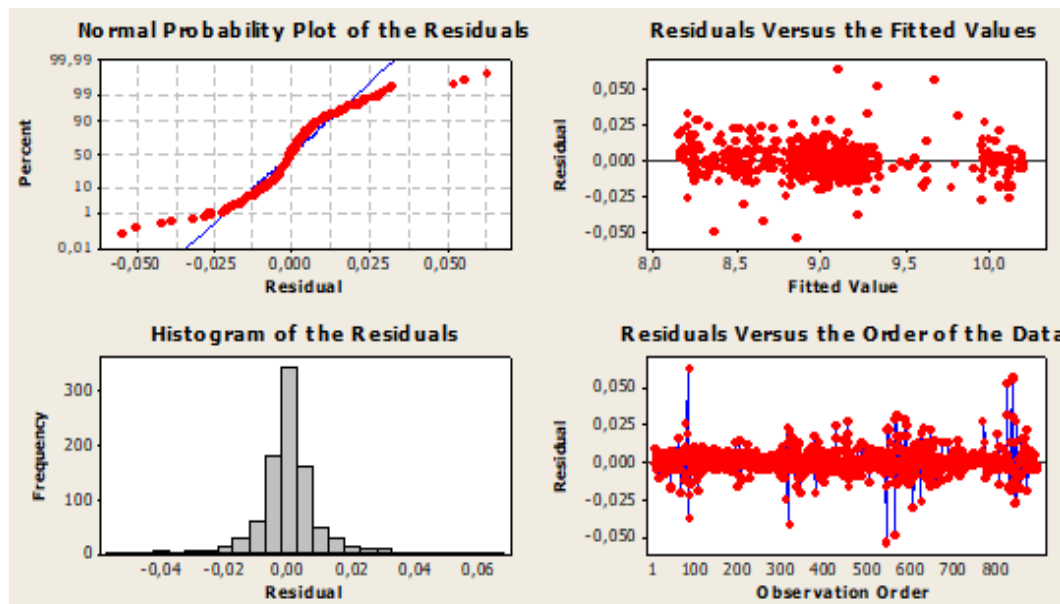 Normal Probability Plot of the Residuals
99,99
99
90
50
10
1
0,01
Percent
-0,050 -0,025 0,000 0,025 0,050
Residual
Residuals Versus the Fitted Values
0,050
0,025
0,000
-0,025
-0,050
Residual
8,0 8,5 9,0 9,5 10,0
Fitted Value
Histogram of the Residuals
300
200
100
0
Frequency
-0,04 -0,02 0,00 0,02 0,04 0,06
Residual
Residuals Versus the Order of the Data
0,050
0,025
0,000
-0,025
-0,050
Residual
1 100 200 300 400 500 600 700 800
Observation Order